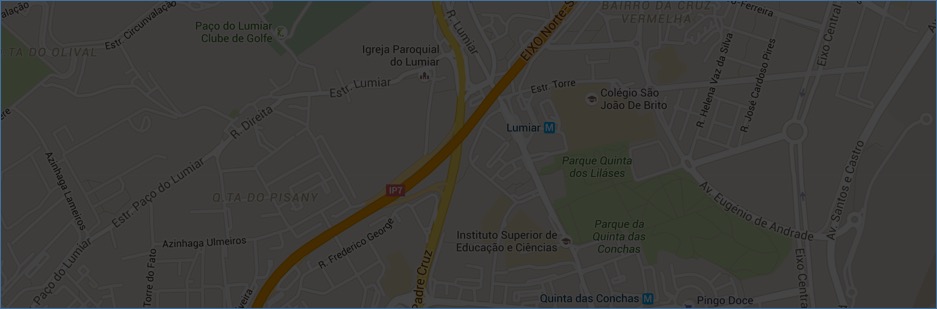 BAIRRO DA CRUZ
VERMELHA
Ferreira
Estr. Circunvalação
Paço do Lumiar
Clube de Golfe
TA DO OLIVAL
R. Lumiar
EIXO Norte-S
Eixo Central
Igreja Paroquial
do Lumiar
Estr. Lumiar
R. Direita
Estr. Torre
Colégio São
João De Brito
R. Helena Vaz da Silva
R. José Cardoso Pires
Lumiar M
Parque Quinta
dos Lilases
Azinhaga Lameiros
Estr. Paço do Lumiar
IP7
Q.TA DO PISANY
Av. Eugénio de Andrade
Av. Santos e Castro
Parque da
Quinta das
Conchas
Instituto Superior de
Educação e Ciências
Azinhaga Ulmeiros
R. Frederico George
Paço do Lumiar
Torre do Fato
veira
Padre Cruz
Eixo Centra
Quinta das Conchas M
Pingo Doce